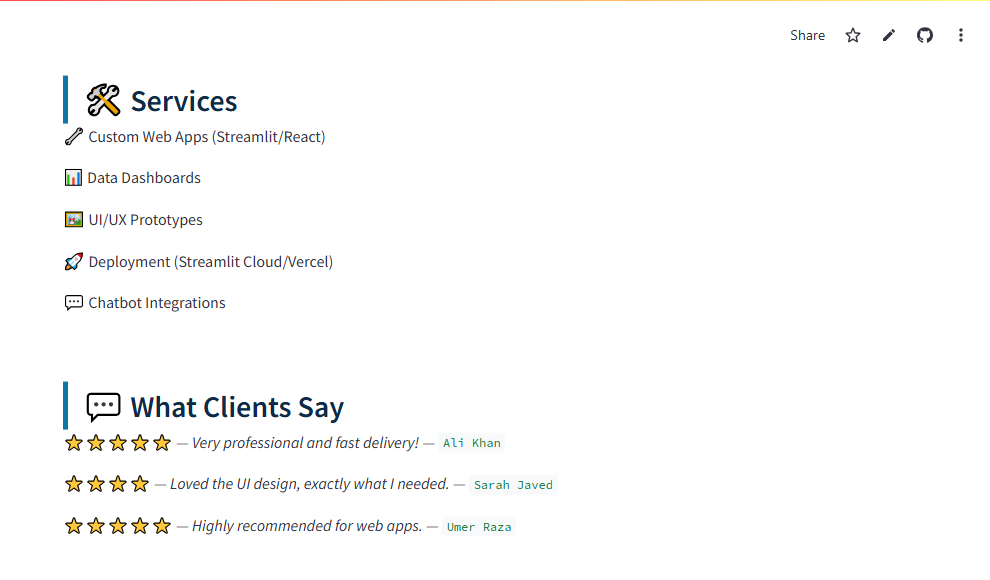 Share
Services
Custom Web Apps (Streamlit/React)
Data Dashboards
UI/UX Prototypes
Deployment (Streamlit Cloud/Vercel)
Chatbot Integrations
What Clients Say
— Very professional and fast delivery! — Ali Khan
— Loved the UI design, exactly what I needed. — Sarah Javed
— Highly recommended for web apps. — Umer Raza